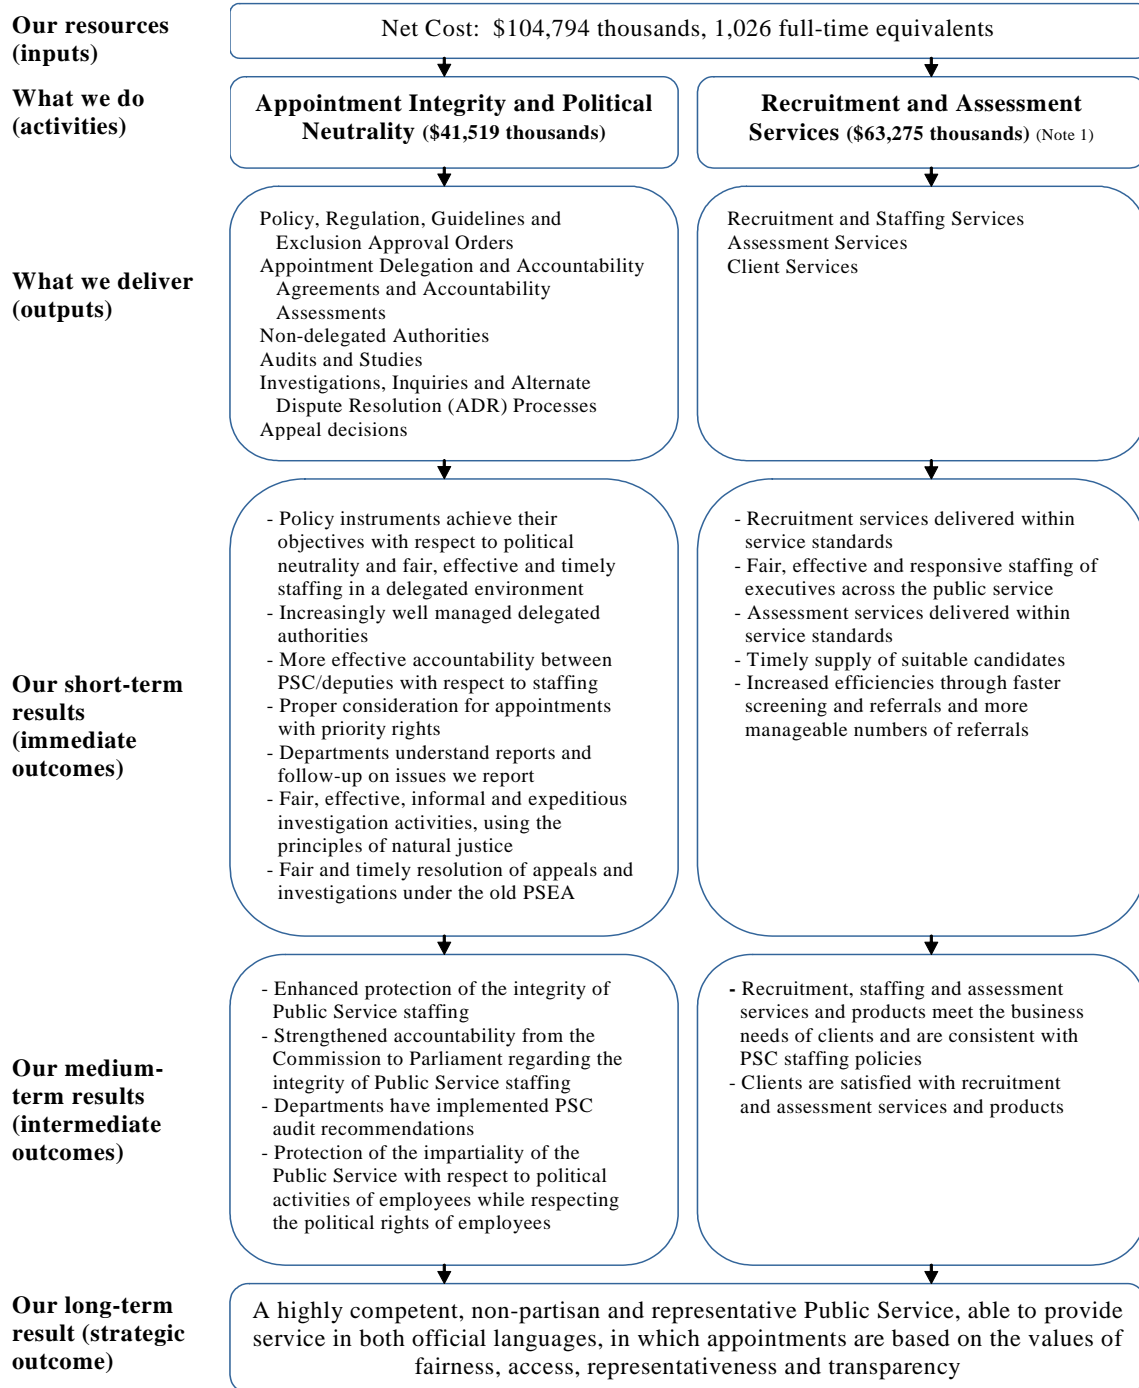 Our resources
(inputs)
Net Cost:  $104,794 thousands, 1,026 full-time equivalents
What we do
(activities)
Appointment Integrity and Political
Neutrality ($41,519 thousands)
Recruitment and Assessment
Services ($63,275 thousands) (Note 1)
What we deliver
(outputs)
Policy, Regulation, Guidelines and
Exclusion Approval Orders
Appointment Delegation and Accountability
Agreements and Accountability
Assessments
Non-delegated Authorities
Audits and Studies
Investigations, Inquiries and Alternate
Dispute Resolution (ADR) Processes
Appeal decisions
Recruitment and Staffing Services
Assessment Services
Client Services
Our short-term
results
(immediate
outcomes)
- Policy instruments achieve their
objectives with respect to political
neutrality and fair, effective and timely
staffing in a delegated environment
- Increasingly well managed delegated
authorities
- More effective accountability between
PSC/deputies with respect to staffing
- Proper consideration for appointments
with priority rights
- Departments understand reports and
follow-up on issues we report
- Fair, effective, informal and expeditious
investigation activities, using the
principles of natural justice
- Fair and timely resolution of appeals and
investigations under the old PSEA
- Recruitment services delivered within
service standards
- Fair, effective and responsive staffing of
executives across the public service
- Assessment services delivered within
service standards
- Timely supply of suitable candidates
- Increased efficiencies through faster
screening and referrals and more
manageable numbers of referrals
Our medium-
term results
(intermediate
outcomes)
- Enhanced protection of the integrity of
Public Service staffing
- Strengthened accountability from the
Commission to Parliament regarding the
integrity of Public Service staffing
- Departments have implemented PSC
audit recommendations
- Protection of the impartiality of the
Public Service with respect to political
activities of employees while respecting
the political rights of employees
- Recruitment, staffing and assessment
services and products meet the business
needs of clients and are consistent with
PSC staffing policies
- Clients are satisfied with recruitment
and assessment services and products
Our long-term
result (strategic
outcome)
A highly competent, non-partisan and representative Public Service, able to provide
service in both official languages, in which appointments are based on the values of
fairness, access, representativeness and transparency